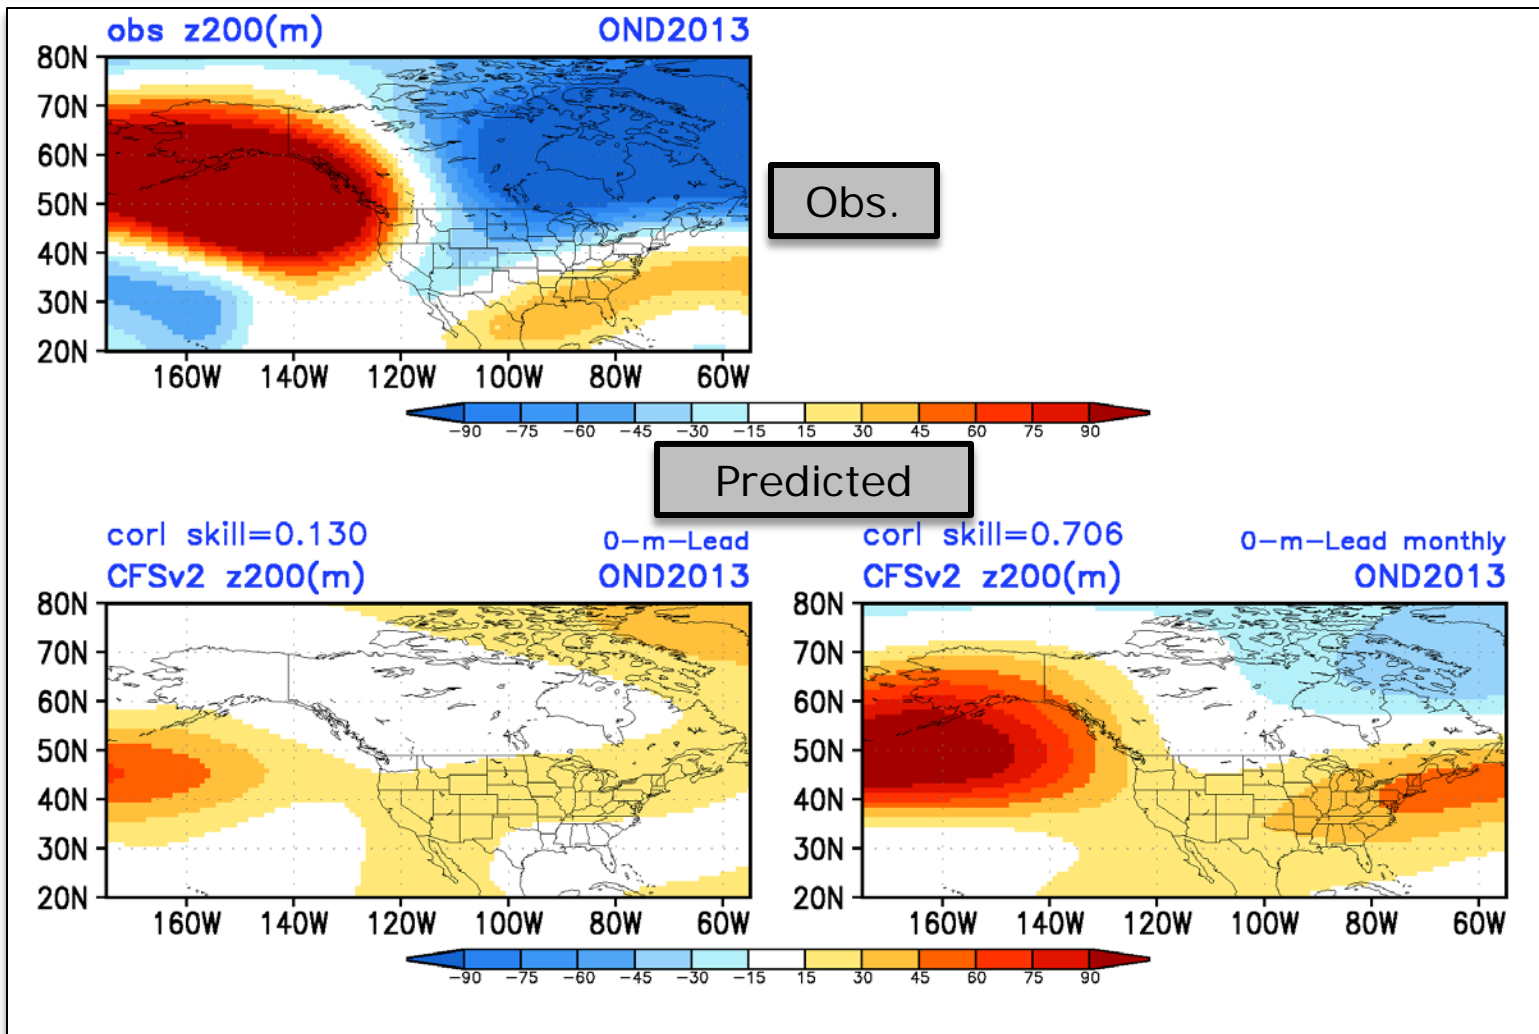 obs z200(m) OND2013
80N
70N
60N
50N
40N
30N
20N
160W 140W 120W 100W 80W 60W
Obs.
-90 -75 -60 -45 -30 -15 15 30 45 60 75 90
Predicted
corl skill=0.130 0-m-Lead
CFSv2 z200(m) OND2013
80N
70N
60N
50N
40N
30N
20N
160W 140W 120W 100W 80W 60W
corl skill=0.706 0-m-Lead monthly
CFSv2 z200(m) OND2013
80N
70N
60N
50N
40N
30N
20N
160W 140W 120W 100W 80W 60W
-90 -75 -60 -45 -30 -15 15 30 45 60 75 90